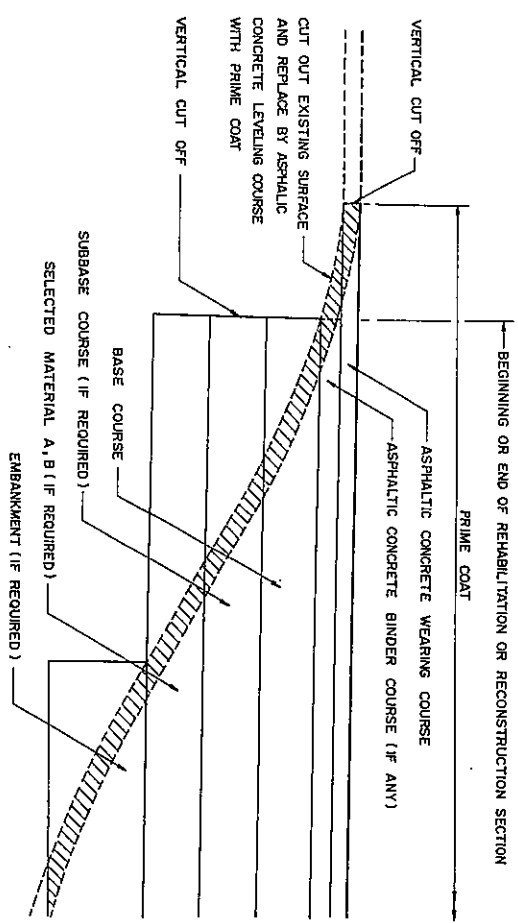 BEGINNING OR END OF REHABILITATION OR RECONSTRUCTION SECTION
PRIME COAT
VERTICAL CUT OFF
ASPHALTIC CONCRETE WEARING COURSE
ASPHALTIC CONCRETE BINDER COURSE (IF ANY)
CUT OUT EXISTING SURFACE
AND REPLACE BY ASPHALIC
CONCRETE LEVELING COURSE
WITH PRIME COAT
VERTICAL CUT OFF
BASE COURSE
SUBBASE COURSE (IF REQUIRED)
SELECTED MATERIAL A, B (IF REQUIRED)
EMBANKMENT (IF REQUIRED)